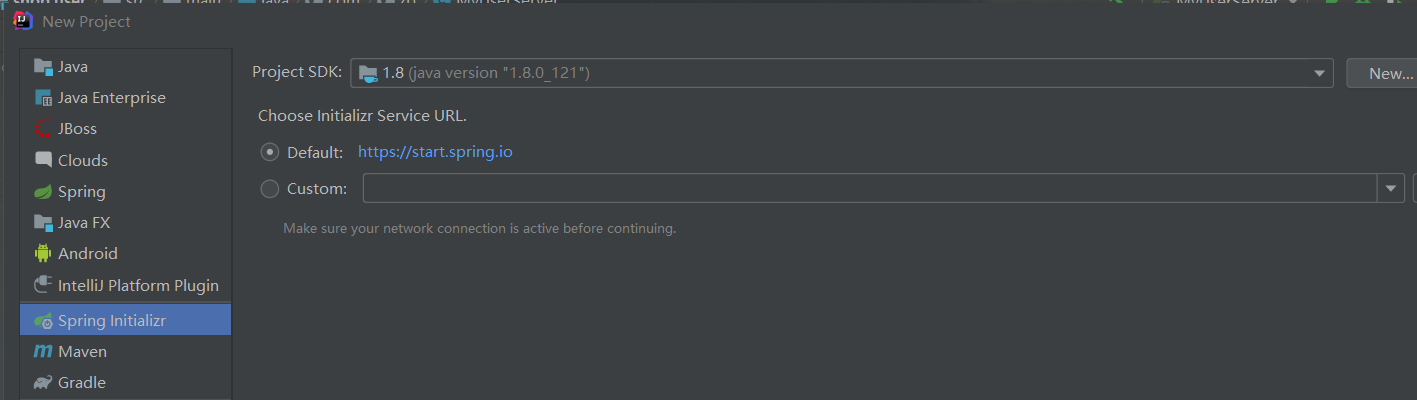 New Project
Java
Java Enterprise
JBoss
Clouds
Spring
Java FX
Android
IntelliJ Platform Plugin
Spring Initializr
Maven
Gradle
Project SDK: 1.8 (java version "1.8.0_121") New...
Choose Initializr Service URL.
Default: https://start.spring.io
Custom:
Make sure your network connection is active before continuing.